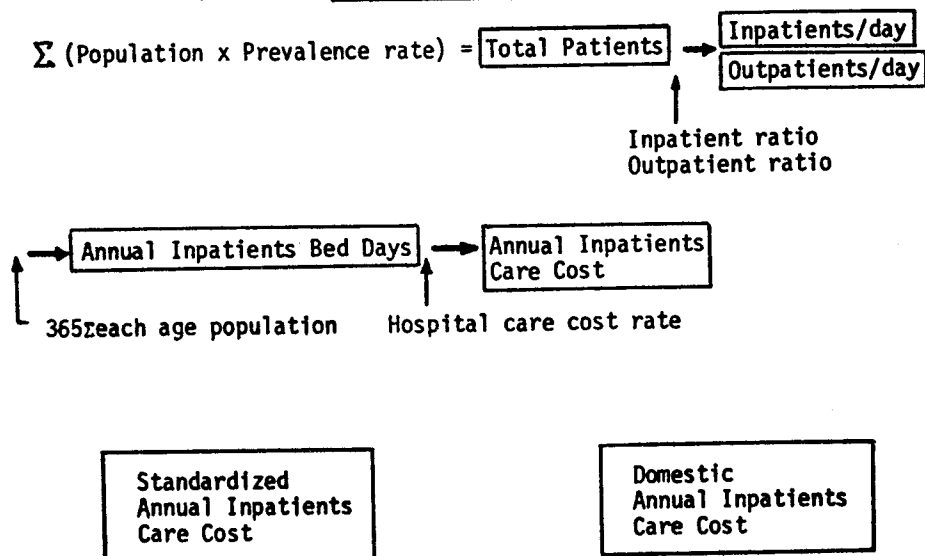 Σ (Population x Prevalence rate) = Total Patients
Inpatients/day
Outpatients/day
Inpatient ratio
Outpatient ratio
Annual Inpatients Bed Days
Annual Inpatients
Care Cost
365Σeach age population
Hospital care cost rate
Standardized
Annual Inpatients
Care Cost
Domestic
Annual Inpatients
Care Cost